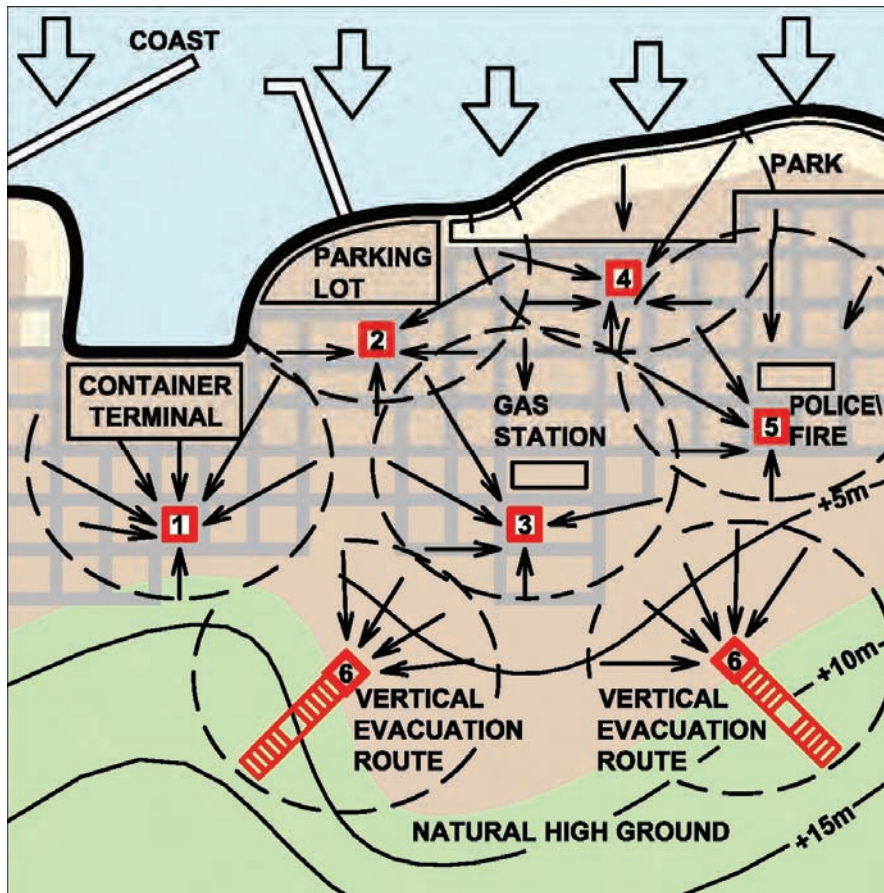 COAST
PARK
PARKING
LOT
4
2
CONTAINER
TERMINAL
GAS
STATION
POLICE\
FIRE
5
1
3
+5m
6
6
VERTICAL
EVACUATION
ROUTE
VERTICAL
EVACUATION
ROUTE
+10m
NATURAL HIGH GROUND
+15m